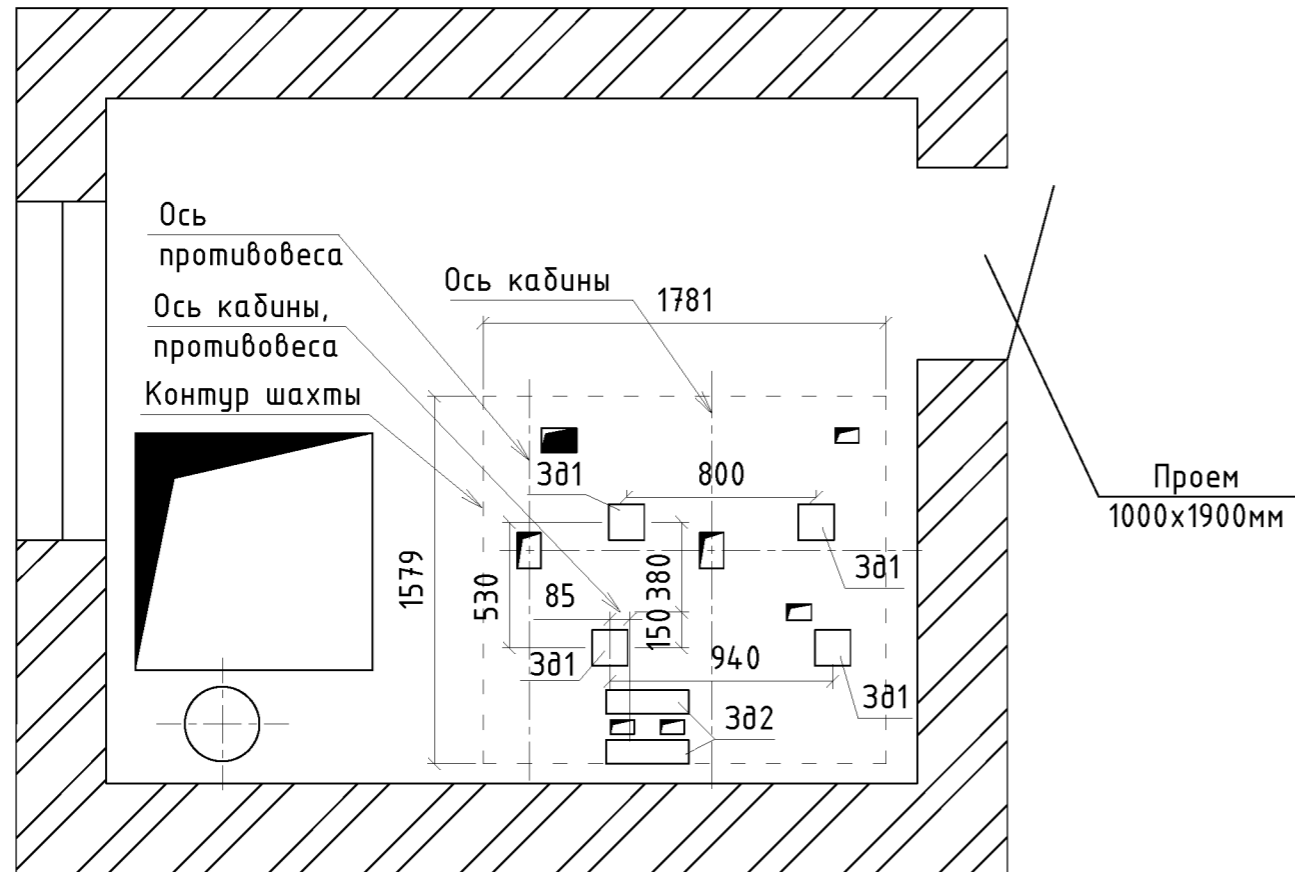 Ось
противовеса
Ось кабины
1781
Ось кабины,
противовеса
Контур шахты
Зд1
800
Проем
1000х1900мм
1579
530
85
380
Зд1
150
Зд1
940
Зд1
Зд2